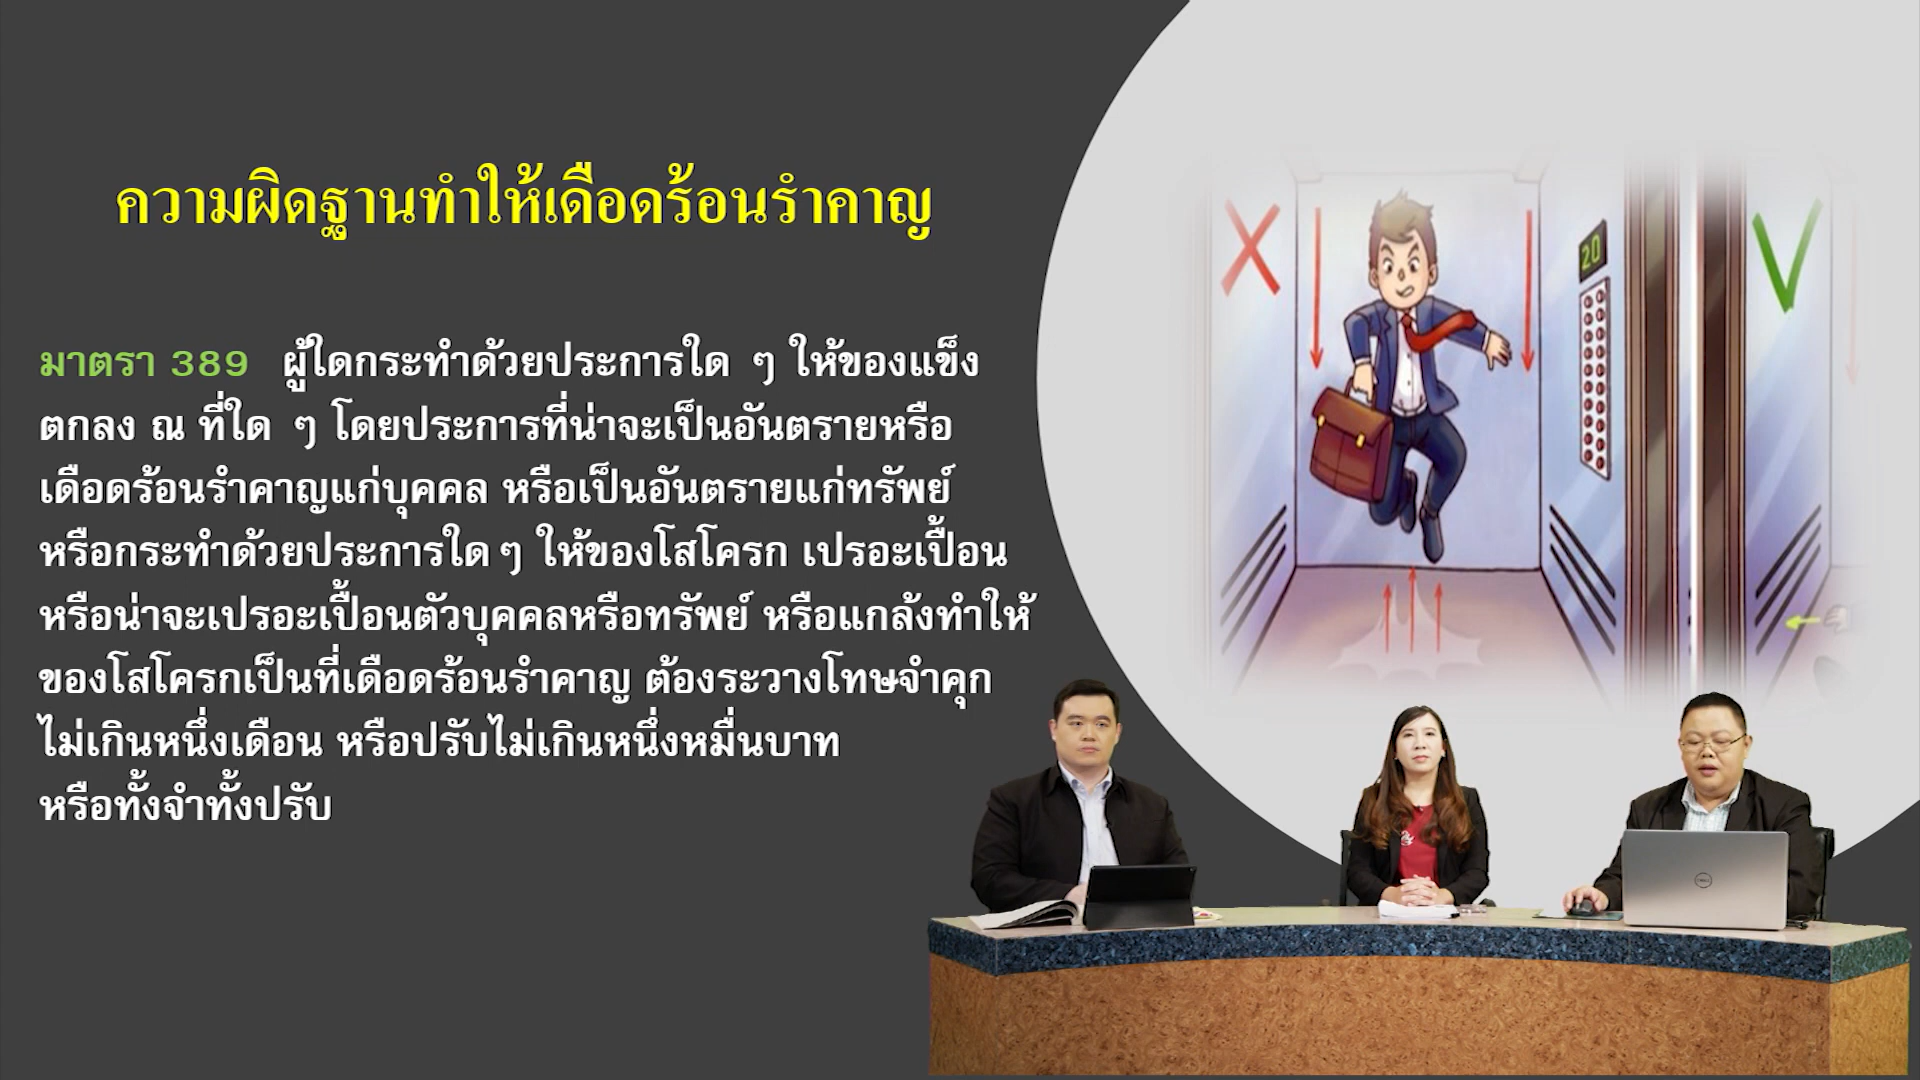 ความผิดฐานทำให้เดือดร้อนรำคาญ
มาตรา 389 ผู้ใดกระทำด้วยประการใด ๆ ให้ของแข็ง
ตกลง ณ ที่ใด ๆ โดยประการที่น่าจะเป็นอันตรายหรือ
เดือดร้อนรำคาญแก่บุคคล หรือเป็นอันตรายแก่ทรัพย์
หรือกระทำด้วยประการใด ๆ ให้ของโสโครก เปรอะเปื้อน
หรือน่าจะเปรอะเปื้อนตัวบุคคลหรือทรัพย์ หรือแกล้งทำให้
ของโสโครกเป็นที่เดือดร้อนรำคาญ ต้องระวางโทษจำคุก
ไม่เกินหนึ่งเดือน หรือปรับไม่เกินหนึ่งหมื่นบาท
หรือทั้งจำทั้งปรับ
20
DELL